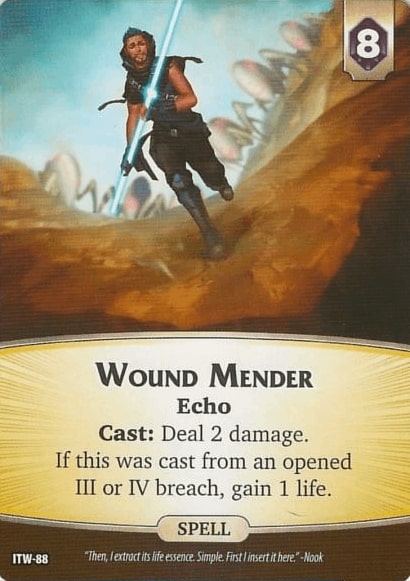 8
WOUND MENDER
Echo
Cast: Deal 2 damage.
If this was cast from an opened
III or IV breach, gain 1 life.
SPELL
ITW-88
"Then, I extract its life essence. Simple. First I insert it here." -Nook